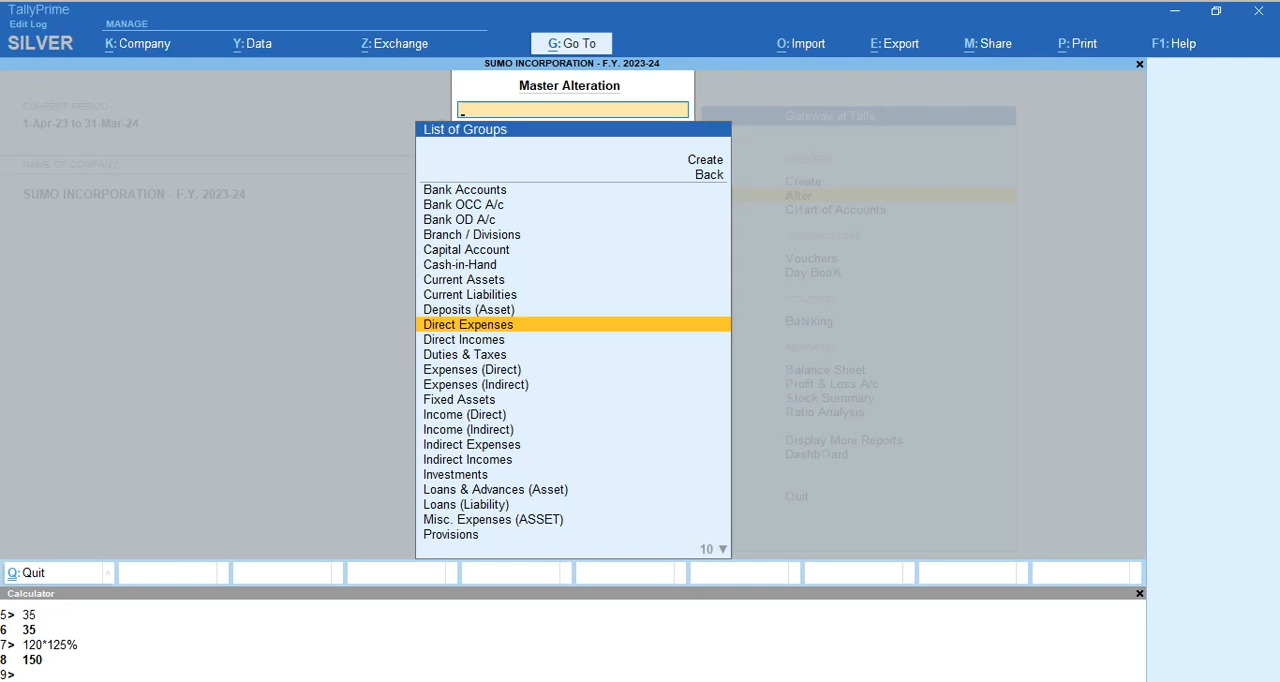 TallyPrime
Edit Log
SILVER
MANAGE
K: Company
Y: Data
Z: Exchange
G: Go To
O: Import
E: Export
M: Share
P: Print
F1: Help
SUMO INCORPORATION - F.Y. 2023-24
CURRENT PERIOD
1-Apr-23 to 31-Mar-24
NAME OF COMPANY
SUMO INCORPORATION - F.Y. 2023-24
Master Alteration
List of Groups
Create
Back
Bank Accounts
Bank OCC A/c
Bank OD A/c
Branch / Divisions
Capital Account
Cash-in-Hand
Current Assets
Current Liabilities
Deposits (Asset)
Direct Expenses
Direct Incomes
Duties & Taxes
Expenses (Direct)
Expenses (Indirect)
Fixed Assets
Income (Direct)
Income (Indirect)
Indirect Expenses
Indirect Incomes
Investments
Loans & Advances (Asset)
Loans (Liability)
Misc. Expenses (ASSET)
Provisions
10 ▼
Gateway of Tally
MASTERS
Create
Alter
CHart of Accounts
TRANSACTIONS
Vouchers
Day BooK
UTILITIES
BaNking
REPORTS
Balance Sheet
Profit & Loss A/c
Stock Summary
Ratio Analysis
Display More Reports
DashbOard
Quit
Q: Quit
Calculator
5> 35
6 35
7> 120*125%
8 150
9>